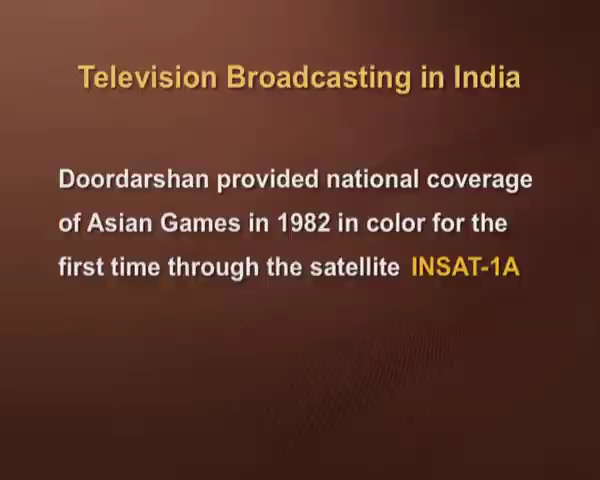 Television Broadcasting in India
Doordarshan provided national coverage
of Asian Games in 1982 in color for the
first time through the satellite INSAT-1A